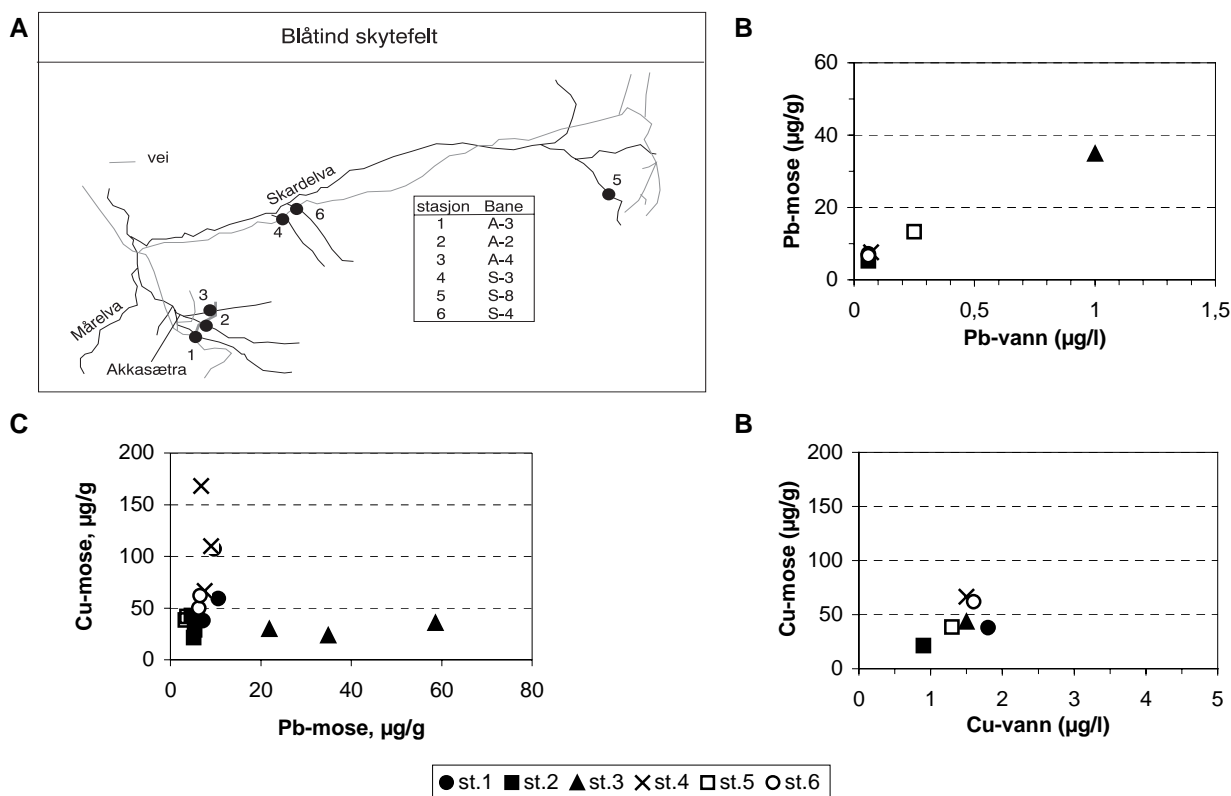 A
Blåtind skytefelt
vei
Skardelva
5
6
4
stasjon Bane
1 A-3
2 A-2
3 A-4
4 S-3
5 S-8
6 S-4
3
2
1
Mårelva
Akkasætra
B
Pb-mose (µg/g)
60
40
20
0
0 0,5 1 1,5
Pb-vann (µg/l)
C
Cu-mose, µg/g
200
150
100
50
0
0 20 40 60 80
Pb-mose, µg/g
B
Cu-mose (µg/g)
200
150
100
50
0
0 1 2 3 4 5
Cu-vann (µg/l)
st.1 st.2 st.3 st.4 st.5 st.6